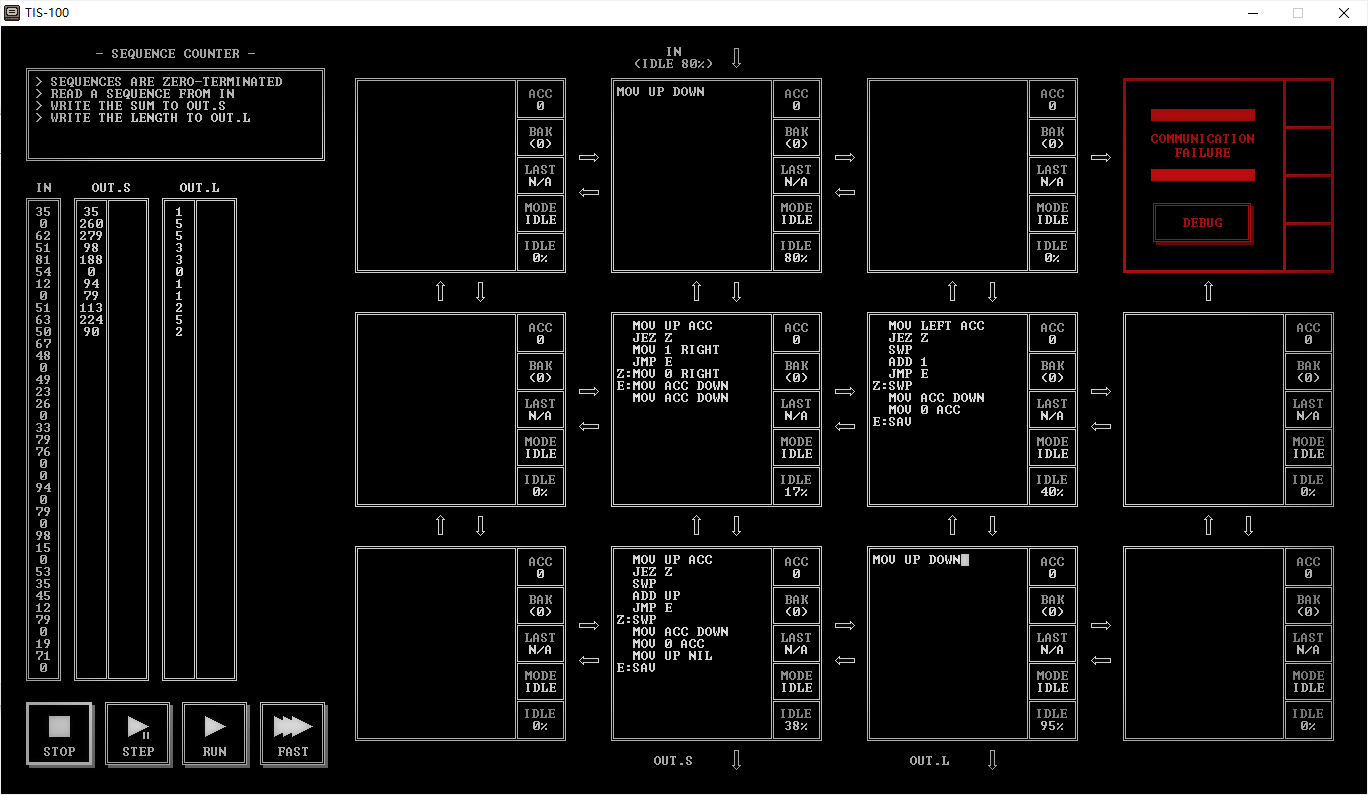 TIS-100
- SEQUENCE COUNTER -
> SEQUENCES ARE ZERO-TERMINATED
> READ A SEQUENCE FROM IN
> WRITE THE SUM TO OUT.S
> WRITE THE LENGTH TO OUT.L
IN OUT.S OUT.L
35 35 1
0 260 5
62 279 5
51 98 3
81 188 3
54 0 0
12 94 1
0 79 1
51 113 2
63 224 5
50 90 2
67
48
0
49
23
26
0
33
79
76
0
0
94
0
79
0
98
15
0
53
35
45
12
79
0
19
71
0
STOP
STEP
RUN
FAST
IN
(IDLE 80%)
ACC
0
BAK
(0)
LAST
N/A
MODE
IDLE
IDLE
0%
MOV UP DOWN
ACC
0
BAK
(0)
LAST
N/A
MODE
IDLE
IDLE
80%
ACC
0
BAK
(0)
LAST
N/A
MODE
IDLE
IDLE
0%
COMMUNICATION
FAILURE
DEBUG
ACC
0
BAK
(0)
LAST
N/A
MODE
IDLE
IDLE
0%
MOV UP ACC
JEZ Z
MOV 1 RIGHT
JMP E
Z:MOV 0 RIGHT
E:MOV ACC DOWN
MOV ACC DOWN
ACC
0
BAK
(0)
LAST
N/A
MODE
IDLE
IDLE
17%
MOV LEFT ACC
JEZ Z
SWP
ADD 1
JMP E
Z:SWP
MOV ACC DOWN
MOV 0 ACC
E:SAV
ACC
0
BAK
(0)
LAST
N/A
MODE
IDLE
IDLE
40%
ACC
0
BAK
(0)
LAST
N/A
MODE
IDLE
IDLE
0%
ACC
0
BAK
(0)
LAST
N/A
MODE
IDLE
IDLE
0%
MOV UP ACC
JEZ Z
SWP
ADD UP
JMP E
Z:SWP
MOV ACC DOWN
MOV 0 ACC
MOV UP NIL
E:SAV
ACC
0
BAK
(0)
LAST
N/A
MODE
IDLE
IDLE
38%
MOV UP DOWN
ACC
0
BAK
(0)
LAST
N/A
MODE
IDLE
IDLE
95%
ACC
0
BAK
(0)
LAST
N/A
MODE
IDLE
IDLE
0%
OUT.S
OUT.L